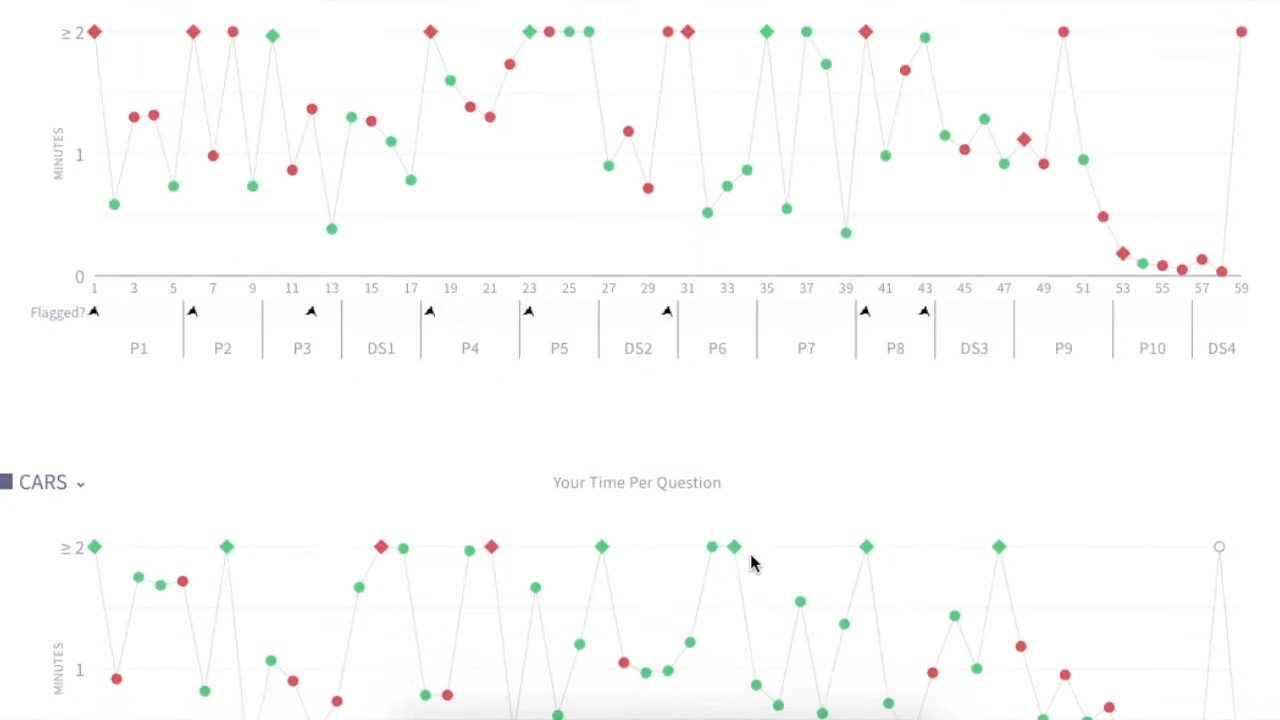 ≥ 2
MINUTES
1
0
1 3 5 7 9 11 13 15 17 19 21 23 25 27 29 31 33 35 37 39 41 43 45 47 49 51 53 55 57 59
Flagged?
P1 P2 P3 DS1 P4 P5 DS2 P6 P7 P8 DS3 P9 P10 DS4
CARS Your Time Per Question
≥ 2
MINUTES
1